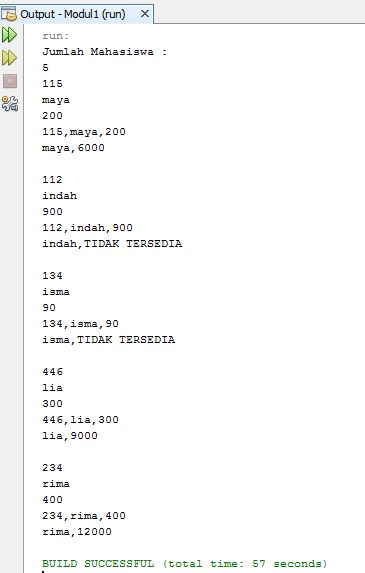 Output - Modul1 (run)
run:
Jumlah Mahasiswa :
5
115
maya
200
115,maya,200
maya,6000
112
indah
900
112,indah,900
indah,TIDAK TERSEDIA
134
isma
90
134,isma,90
isma,TIDAK TERSEDIA
446
lia
300
446,lia,300
lia,9000
234
rima
400
234,rima,400
rima,12000
BUILD SUCCESSFUL (total time: 57 seconds)